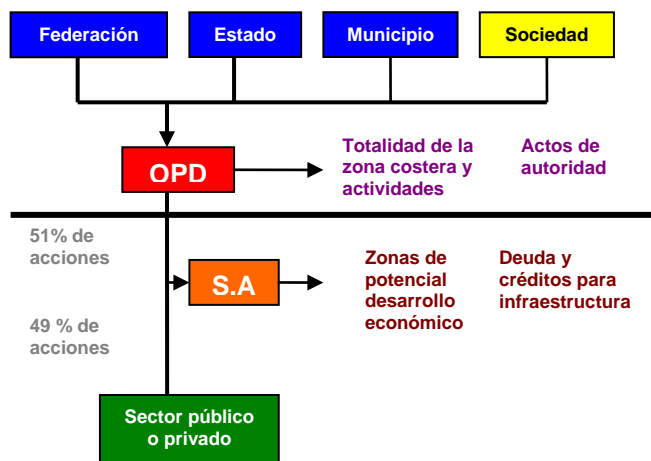 Federación
Estado
Municipio
Sociedad
OPD
Totalidad de la
zona costera y
actividades
Actos de
autoridad
51% de
acciones
S.A
Zonas de
potencial
desarrollo
económico
Deuda y
créditos para
infraestructura
49 % de
acciones
Sector público
o privado